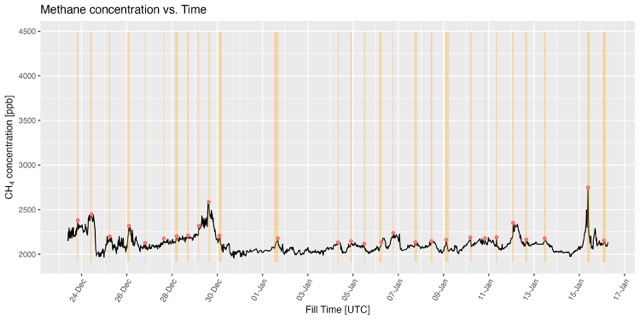 Methane concentration vs. Time
CH₄ concentration [ppb]
4500
4000
3500
3000
2500
2000
24-Dec
26-Dec
28-Dec
30-Dec
01-Jan
03-Jan
05-Jan
07-Jan
09-Jan
11-Jan
13-Jan
15-Jan
17-Jan
Fill Time [UTC]